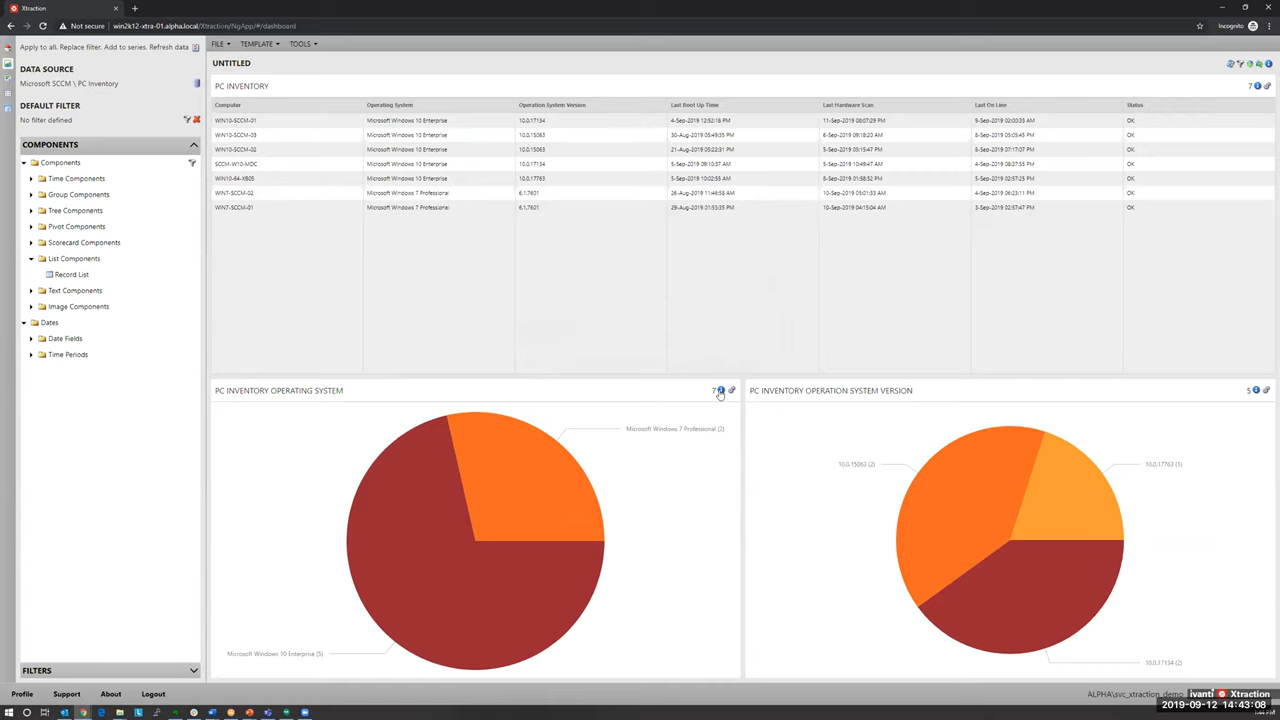 Xtraction
Not secure | win2k12-xtra-01.alpha.local/Xtraction/NgApp/#/dashboard
Incognito
Apply to all, Replace filter, Add to series, Refresh data
FILE TEMPLATE TOOLS
DATA SOURCE
Microsoft SCCM \ PC Inventory
DEFAULT FILTER
No filter defined
COMPONENTS
Components
Time Components
Group Components
Tree Components
Pivot Components
Scorecard Components
List Components
Record List
Text Components
Image Components
Dates
Date Fields
Time Periods
FILTERS
UNTITLED
PC INVENTORY 7
Computer Operating System Operation System Version Last Boot Up Time Last Hardware Scan Last On Line Status
WIN10-SCCM-01 Microsoft Windows 10 Enterprise 10.0.17134 4-Sep-2019 12:52:16 PM 11-Sep-2019 08:07:29 PM 9-Sep-2019 02:00:33 AM OK
WIN10-SCCM-03 Microsoft Windows 10 Enterprise 10.0.15063 30-Aug-2019 05:49:35 PM 6-Sep-2019 09:18:20 AM 8-Sep-2019 05:05:45 PM OK
WIN10-SCCM-02 Microsoft Windows 10 Enterprise 10.0.15063 21-Aug-2019 05:22:31 PM 5-Sep-2019 05:15:47 PM 8-Sep-2019 07:17:07 PM OK
SCCM-W10-MDC Microsoft Windows 10 Enterprise 10.0.17134 5-Sep-2019 09:10:37 AM 5-Sep-2019 10:49:47 AM 4-Sep-2019 08:27:55 PM OK
WIN10-64-XB05 Microsoft Windows 10 Enterprise 10.0.17763 5-Sep-2019 10:02:55 AM 8-Sep-2019 01:58:32 PM 5-Sep-2019 02:57:25 PM OK
WIN7-SCCM-02 Microsoft Windows 7 Professional 6.1.7601 26-Aug-2019 11:46:58 AM 10-Sep-2019 05:01:33 AM 4-Sep-2019 06:23:11 PM OK
WIN7-SCCM-01 Microsoft Windows 7 Professional 6.1.7601 29-Aug-2019 01:53:35 PM 10-Sep-2019 04:15:04 AM 3-Sep-2019 02:57:47 PM OK
PC INVENTORY OPERATING SYSTEM 7
Microsoft Windows 7 Professional (2)
Microsoft Windows 10 Enterprise (5)
PC INVENTORY OPERATION SYSTEM VERSION 5
10.0.15063 (2)
10.0.17763 (1)
10.0.17134 (2)
Profile Support About Logout
ALPHA\svc_xtraction_demo ivanti Xtraction
2019-09-12 14:43:08